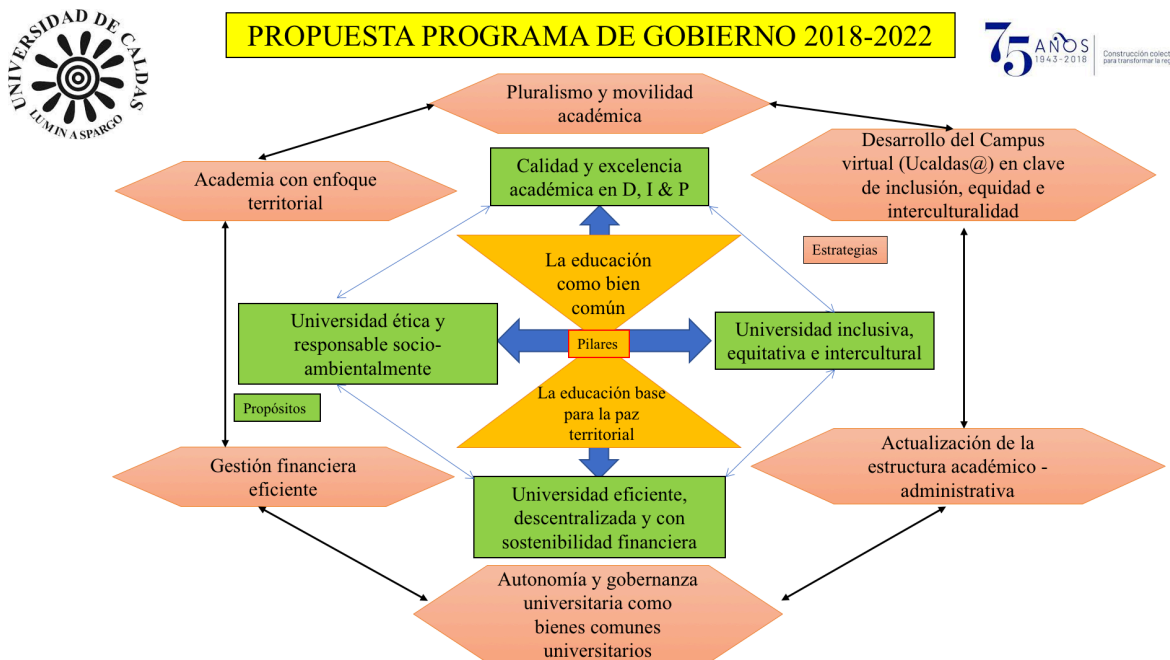 UNIVERSIDAD DE CALDAS
LUMINA SPARGO
PROPUESTA PROGRAMA DE GOBIERNO 2018-2022
75 AÑOS
1943-2018
Construcción
para transformar la
Pluralismo y movilidad
académica
Desarrollo del Campus
virtual (Ucaldas@) en clave
de inclusión, equidad e
interculturalidad
Academia con enfoque
territorial
Calidad y excelencia
académica en D, I & P
Estrategias
La educación
como bien
común
Universidad ética y
responsable socio-
ambientalmente
Pilares
Universidad inclusiva,
equitativa e intercultural
La educación base
para la paz
territorial
Propósitos
Gestión financiera
eficiente
Actualización de la
estructura académico -
administrativa
Universidad eficiente,
descentralizada y con
sostenibilidad financiera
Autonomía y gobernanza
universitaria como
bienes comunes
universitarios